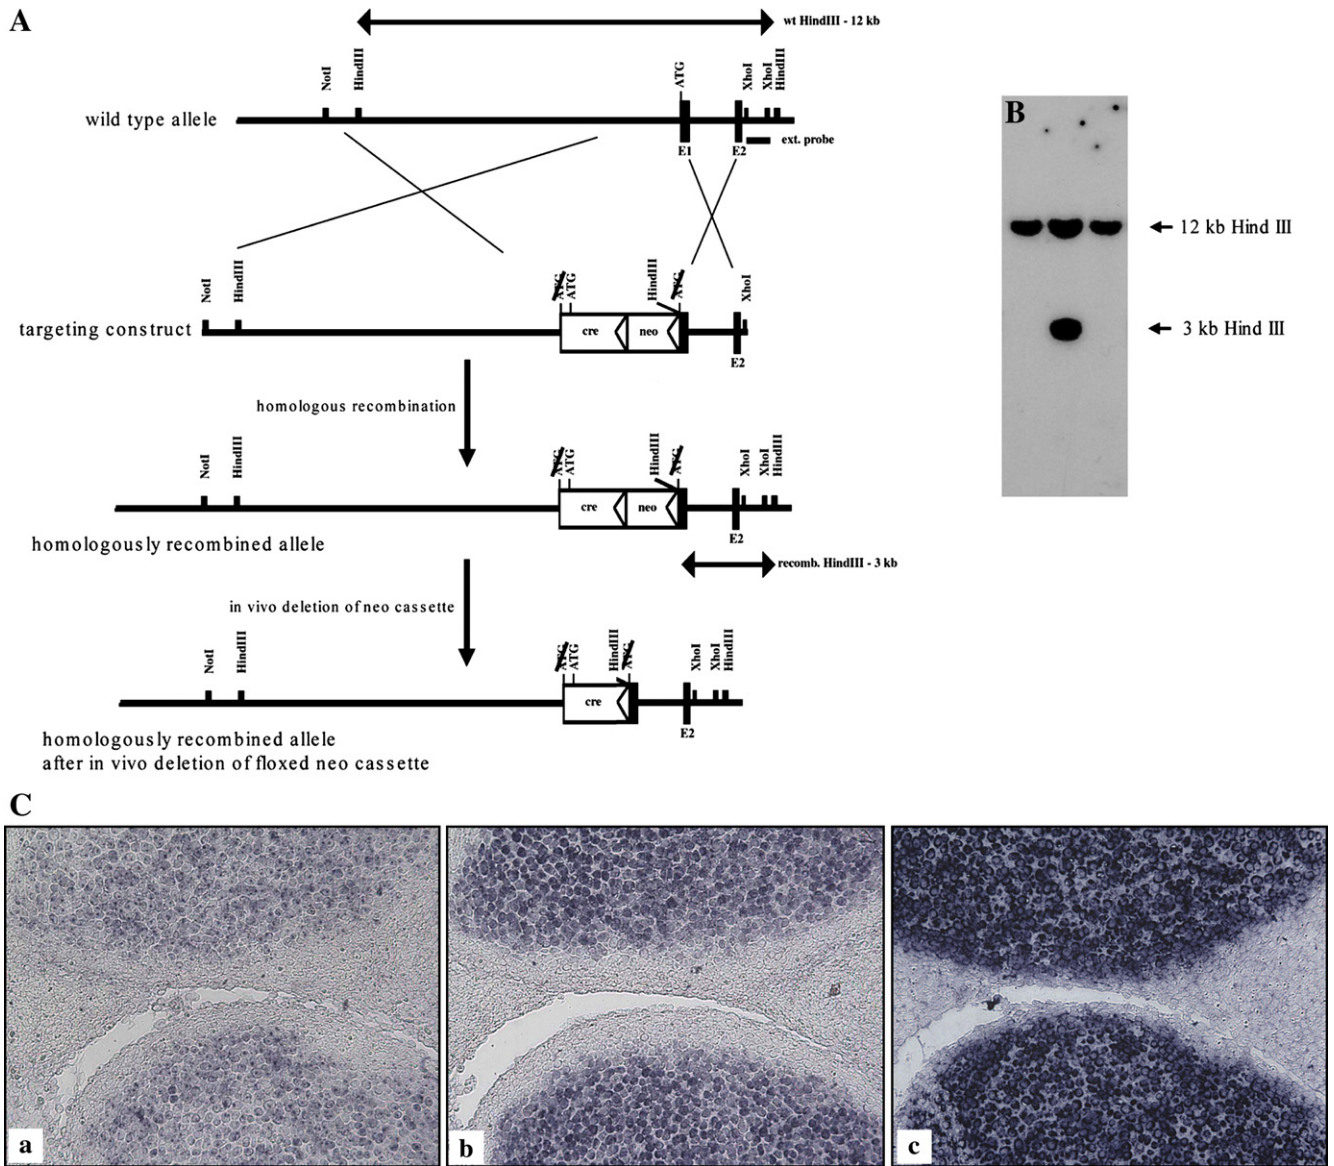 A
wt HindIII - 12 kb
NotI
HindIII
ATG
XhoI
XhoI
HindIII
wild type allele
E1
E2
ext. probe
B
12 kb Hind III
3 kb Hind III
NotI
HindIII
ATG
ATG
HindIII
ATG
XhoI
targeting construct
cre
neo
E2
homologous recombination
NotI
HindIII
ATG
ATG
HindIII
ATG
XhoI
XhoI
HindIII
cre
neo
E2
homologously recombined allele
recomb. HindIII - 3 kb
in vivo deletion of neo cassette
NotI
HindIII
ATG
ATG
HindIII
ATG
XhoI
XhoI
HindIII
cre
E2
homologously recombined allele
after in vivo deletion of floxed neo cassette
C
a
b
c